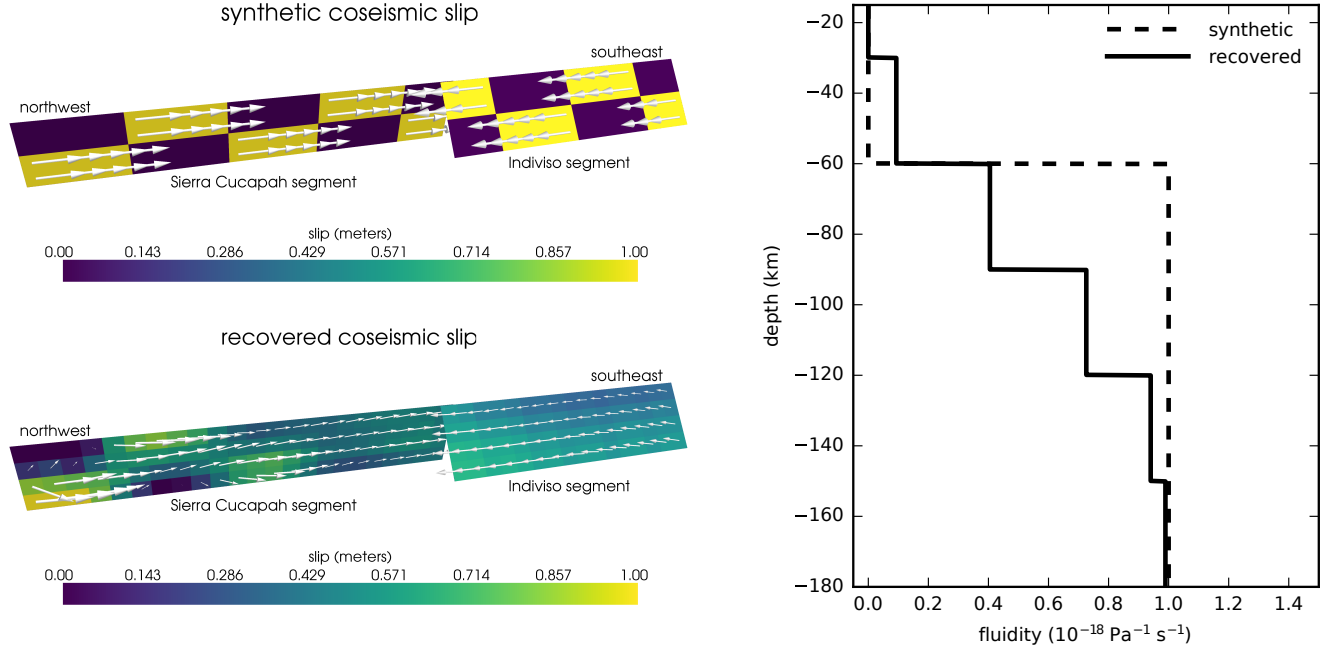 synthetic coseismic slip
southeast
northwest
Indiviso segment
Sierra Cucapah segment
slip (meters)
0.00 0.143 0.286 0.429 0.571 0.714 0.857 1.00
recovered coseismic slip
southeast
northwest
Indiviso segment
Sierra Cucapah segment
slip (meters)
0.00 0.143 0.286 0.429 0.571 0.714 0.857 1.00
synthetic
recovered
−20
−40
−60
−80
−100
−120
−140
−160
−180
depth (km)
0.0 0.2 0.4 0.6 0.8 1.0 1.2 1.4
fluidity (10⁻¹⁸ Pa⁻¹ s⁻¹)